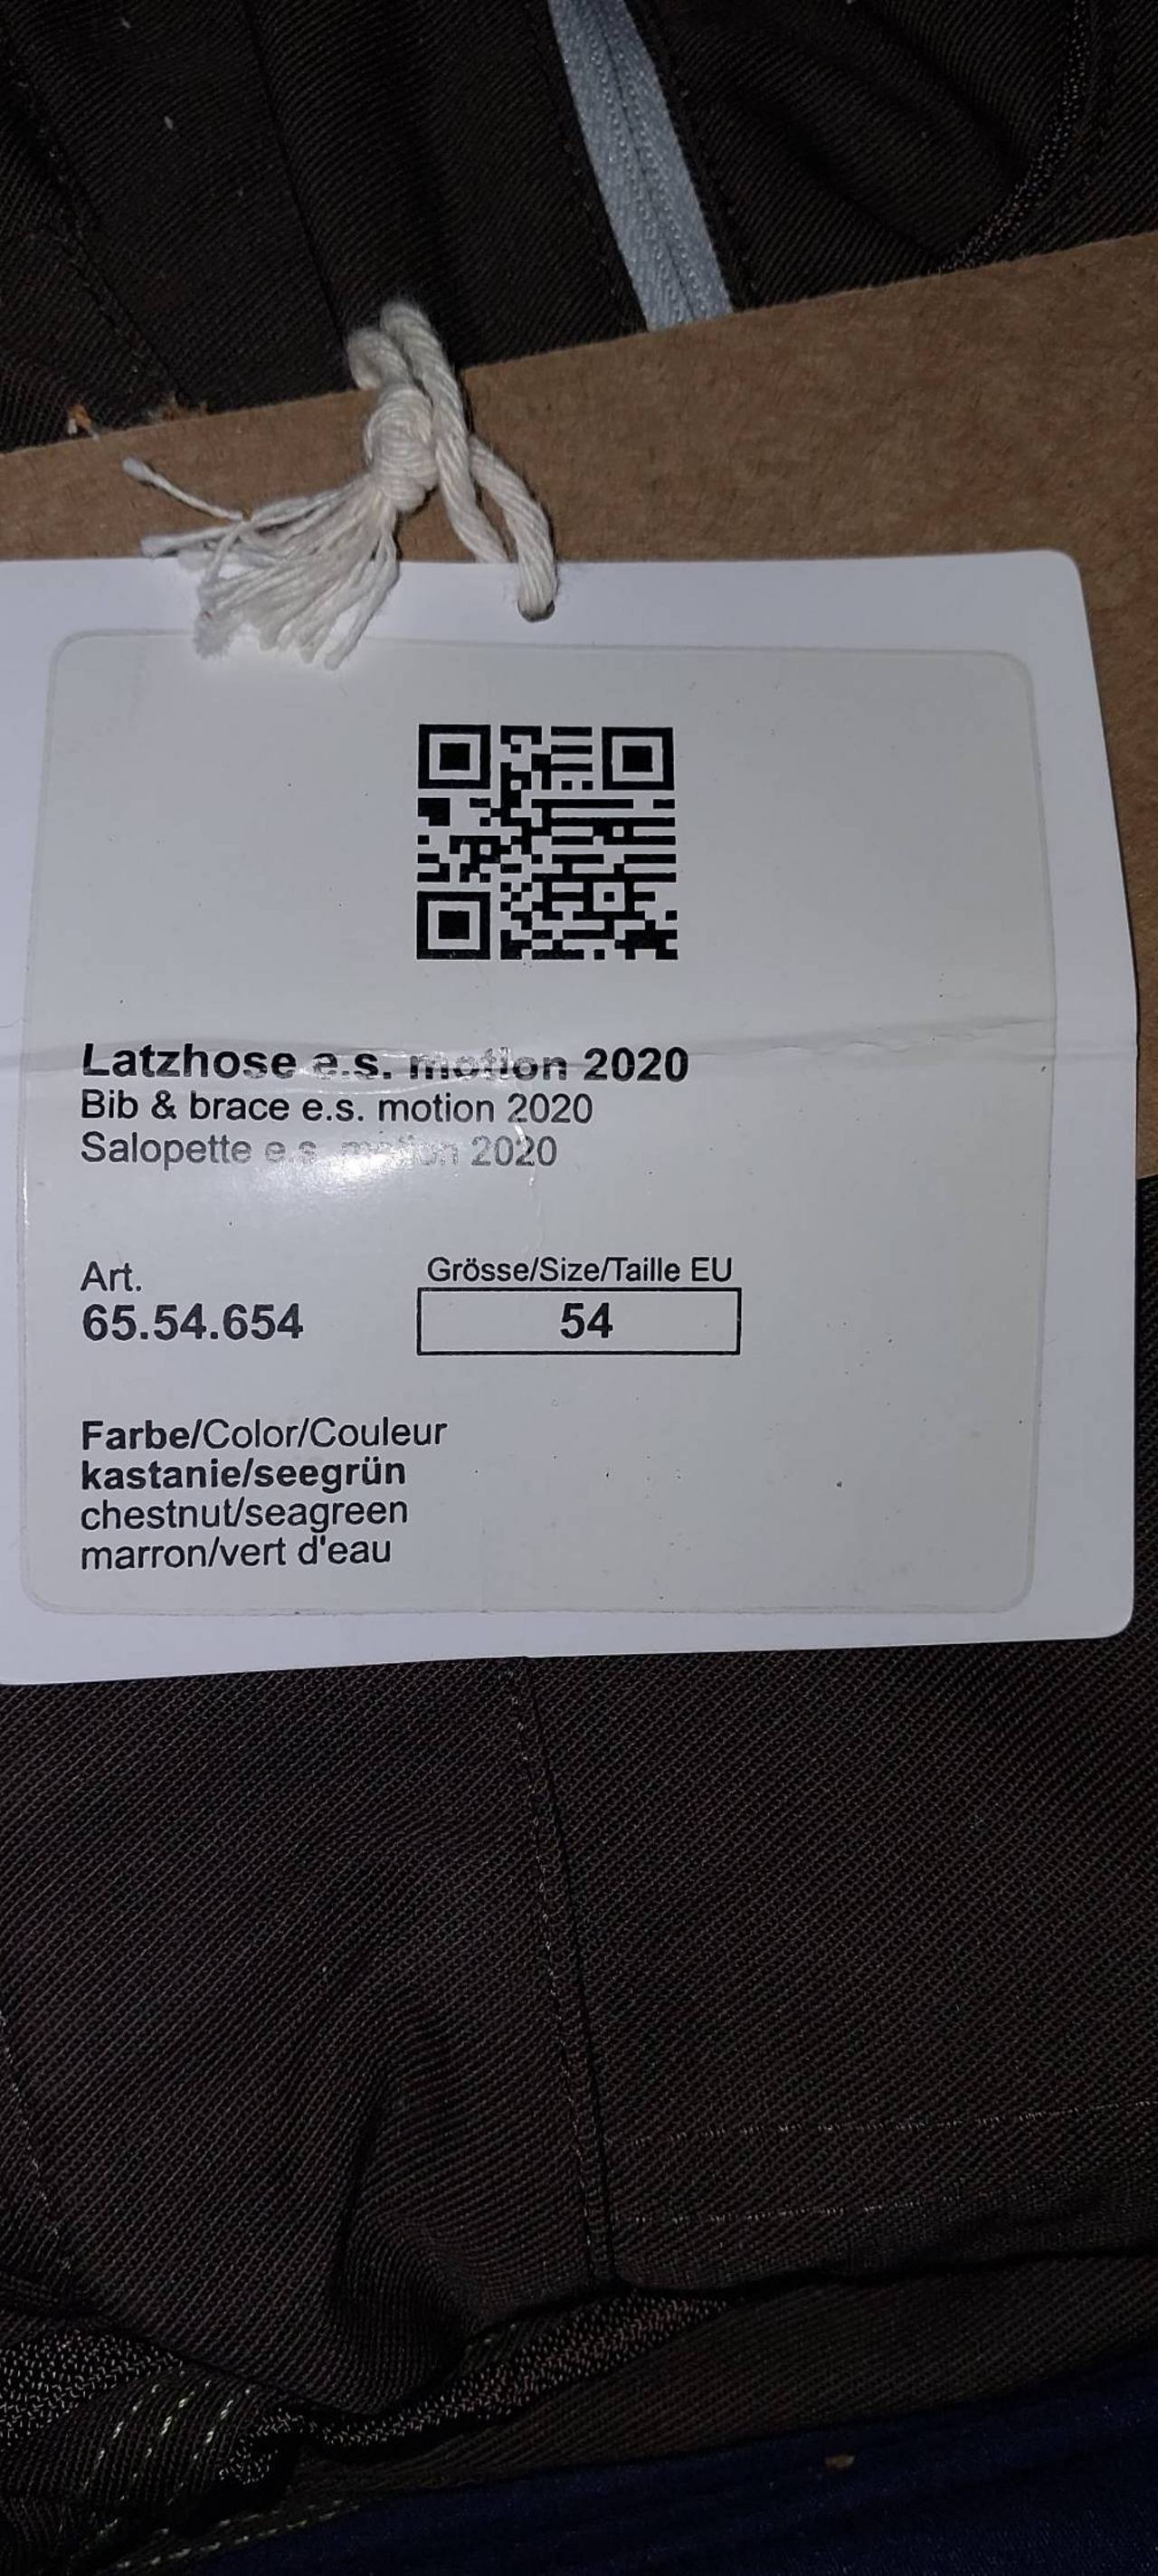 Latzhose e.s. motion 2020
Bib & brace e.s. motion 2020
Salopette e.s. motion 2020
Art.
65.54.654
Grösse/Size/Taille EU
54
Farbe/Color/Couleur
kastanie/seegrün
chestnut/seagreen
marron/vert d'eau